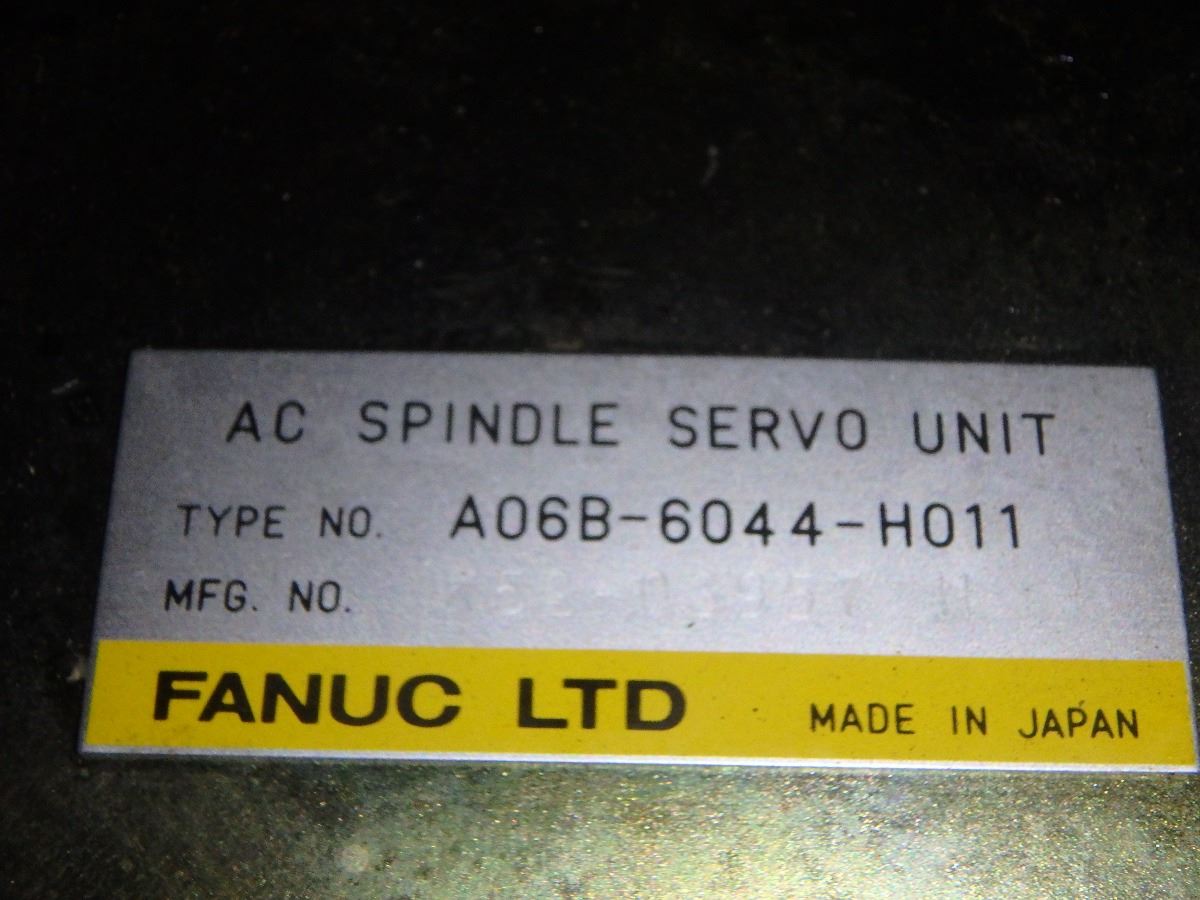 AC SPINDLE SERVO UNIT
TYPE NO. A06B-6044-H011
MFG. NO.
FANUC LTD MADE IN JAPAN